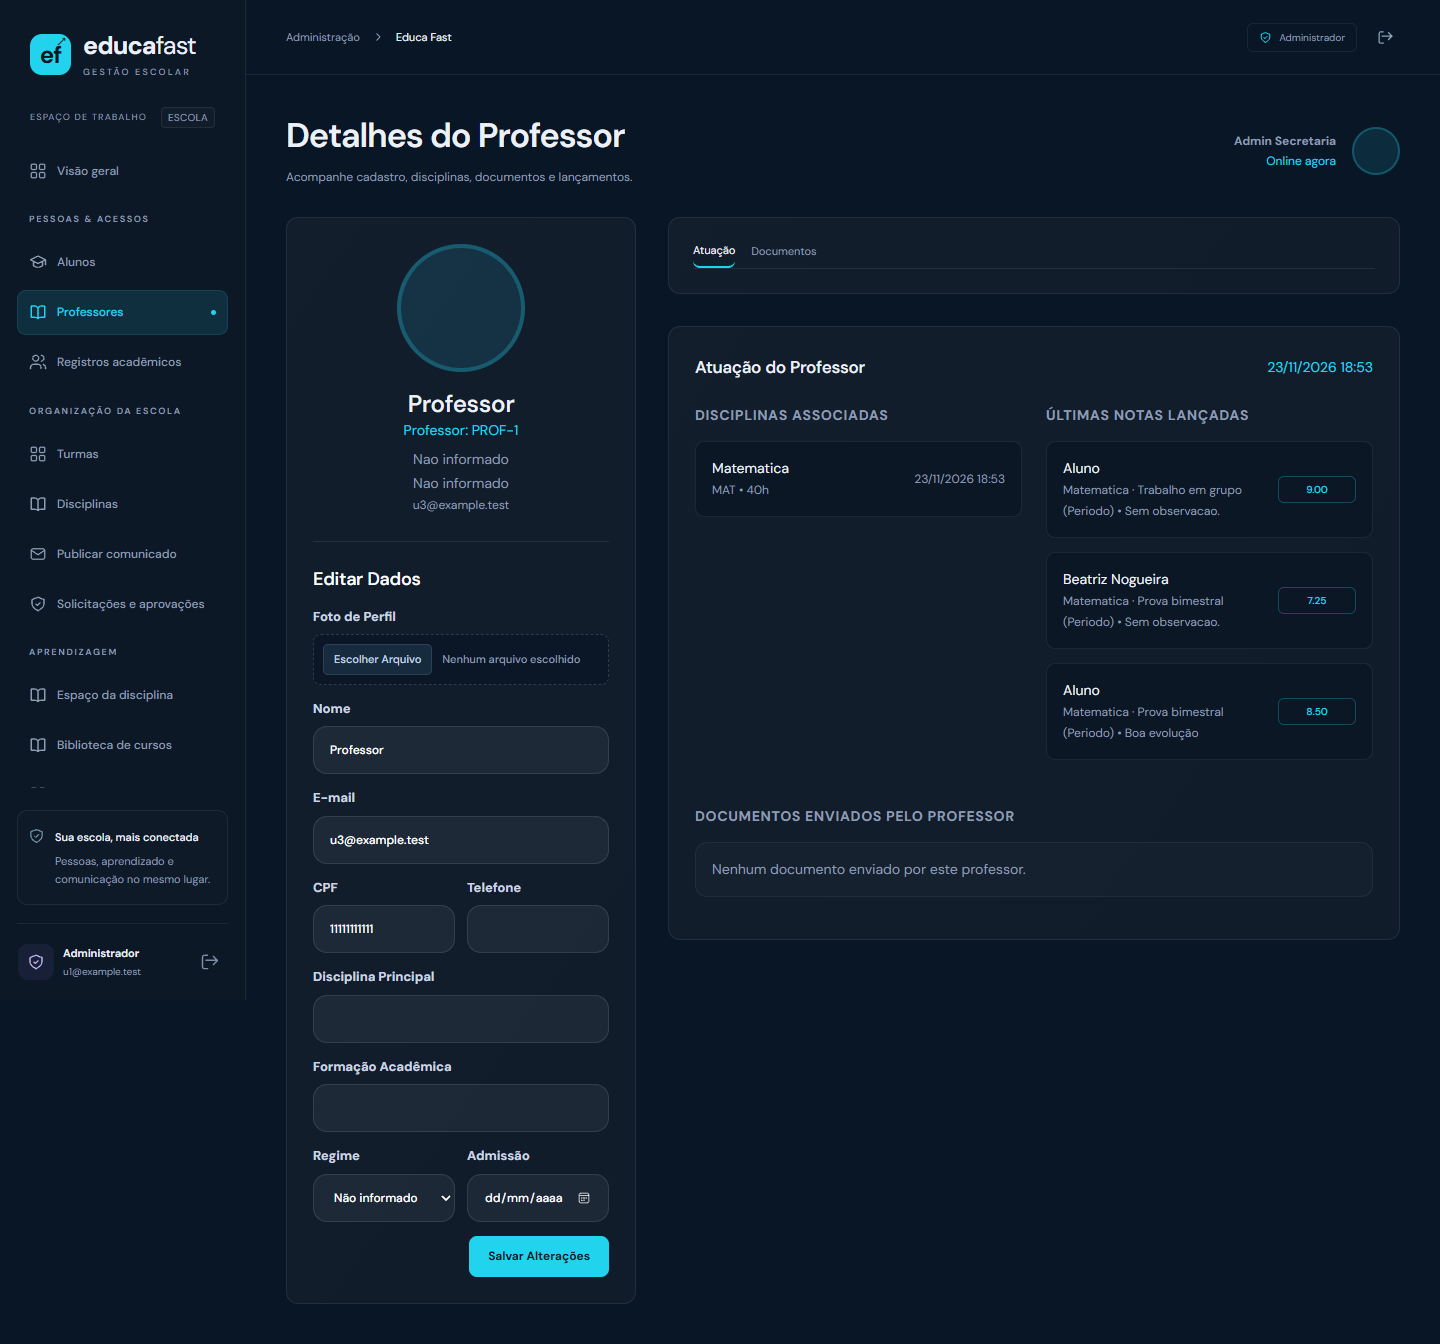 ef educafast
GESTÃO ESCOLAR
ESPAÇO DE TRABALHO ESCOLA
Visão geral
PESSOAS & ACESSOS
Alunos
Professores
Registros acadêmicos
ORGANIZAÇÃO DA ESCOLA
Turmas
Disciplinas
Publicar comunicado
Solicitações e aprovações
APRENDIZAGEM
Espaço da disciplina
Biblioteca de cursos
Sua escola, mais conectada
Pessoas, aprendizado e
comunicação no mesmo lugar.
Administrador
u1@example.test
Administração Educa Fast
Administrador
Detalhes do Professor
Acompanhe cadastro, disciplinas, documentos e lançamentos.
Admin Secretaria
Online agora
Professor
Professor: PROF-1
Nao informado
Nao informado
u3@example.test
Editar Dados
Foto de Perfil
Escolher Arquivo Nenhum arquivo escolhido
Nome
Professor
E-mail
u3@example.test
CPF Telefone
11111111111
Disciplina Principal
Formação Acadêmica
Regime Admissão
Não informado dd/mm/aaaa
Salvar Alterações
Atuação Documentos
Atuação do Professor 23/11/2026 18:53
DISCIPLINAS ASSOCIADAS
Matematica
MAT • 40h
23/11/2026 18:53
ÚLTIMAS NOTAS LANÇADAS
Aluno
Matematica · Trabalho em grupo
(Periodo) • Sem observacao.
9.00
Beatriz Nogueira
Matematica · Prova bimestral
(Periodo) • Sem observacao.
7.25
Aluno
Matematica · Prova bimestral
(Periodo) • Boa evolução
8.50
DOCUMENTOS ENVIADOS PELO PROFESSOR
Nenhum documento enviado por este professor.